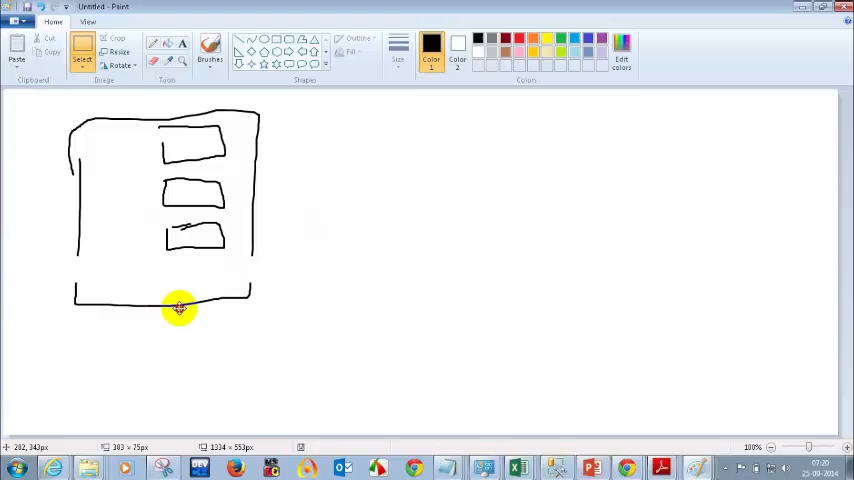 Untitled - Paint
Home View
Paste
Cut
Copy
Clipboard
Select
Crop
Resize
Rotate
Image
A
Tools
Brushes
Shapes
Outline
Fill
Size
Color 1
Color 2
Edit colors
Colors
282, 343px
383 × 75px
1334 × 553px
100%
DEV
07:20
25-09-2014